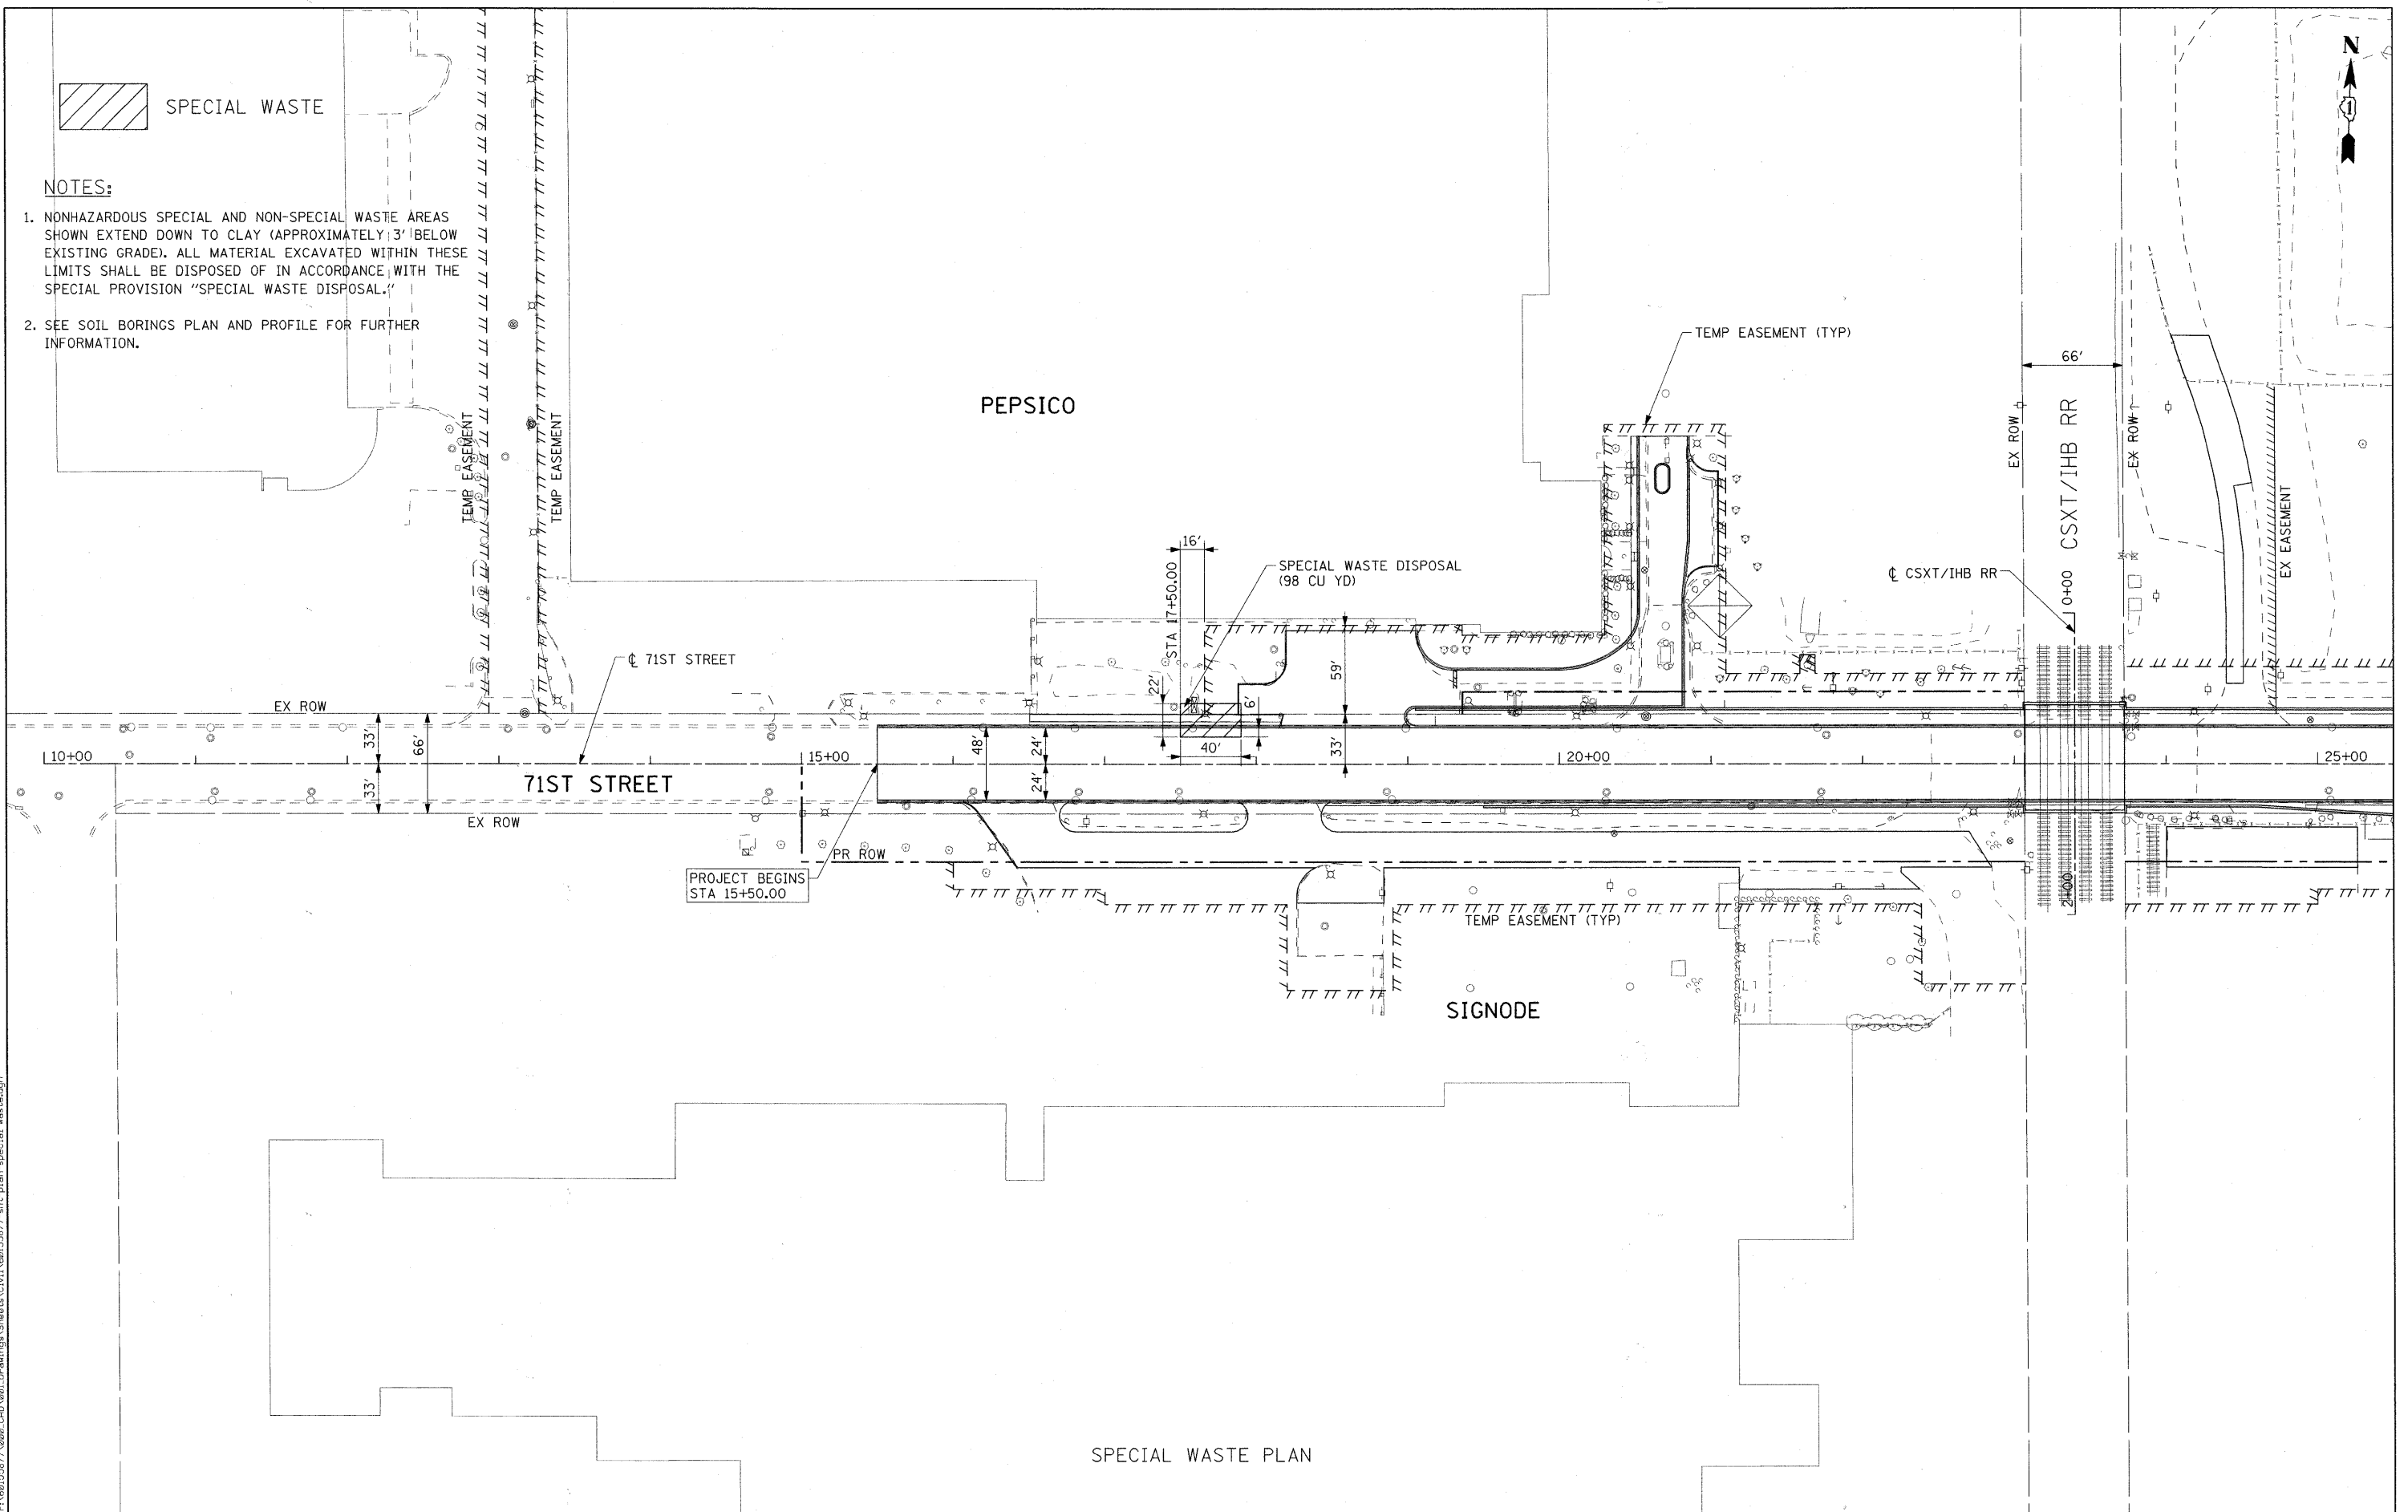 N
1
SPECIAL WASTE
NOTES:
1. NONHAZARDOUS SPECIAL AND NON-SPECIAL WASTE AREAS
SHOWN EXTEND DOWN TO CLAY (APPROXIMATELY 3' BELOW
EXISTING GRADE). ALL MATERIAL EXCAVATED WITHIN THESE
LIMITS SHALL BE DISPOSED OF IN ACCORDANCE WITH THE
SPECIAL PROVISION "SPECIAL WASTE DISPOSAL."
2. SEE SOIL BORINGS PLAN AND PROFILE FOR FURTHER
INFORMATION.
TEMP EASEMENT (TYP)
66'
PEPSICO
TEMP EASEMENT
TEMP EASEMENT
EX ROW
CSXT/IHB RR
EX ROW
EX EASEMENT
16'
STA 17+50.00
SPECIAL WASTE DISPOSAL
(98 CU YD)
℄ CSXT/IHB RR
0+00
℄ 71ST STREET
59'
22'
6'
EX ROW
33'
66'
33'
48'
24'
24'
40'
33'
10+00
15+00
20+00
25+00
71ST STREET
EX ROW
PR ROW
PROJECT BEGINS
STA 15+50.00
2+00
TEMP EASEMENT (TYP)
SIGNODE
SPECIAL WASTE PLAN